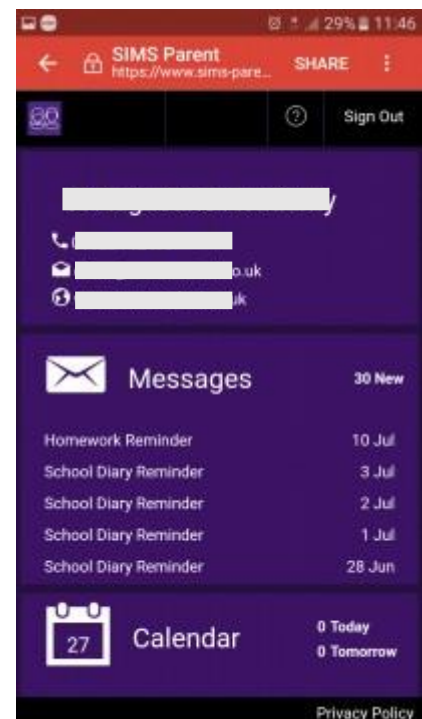 29% 11:46
SIMS Parent
https://www.sims-pare...
SHARE
Sign Out
y
o.uk
uk
Messages
30 New
Homework Reminder 10 Jul
School Diary Reminder 3 Jul
School Diary Reminder 2 Jul
School Diary Reminder 1 Jul
School Diary Reminder 28 Jun
27
Calendar
0 Today
0 Tomorrow
Privacy Policy